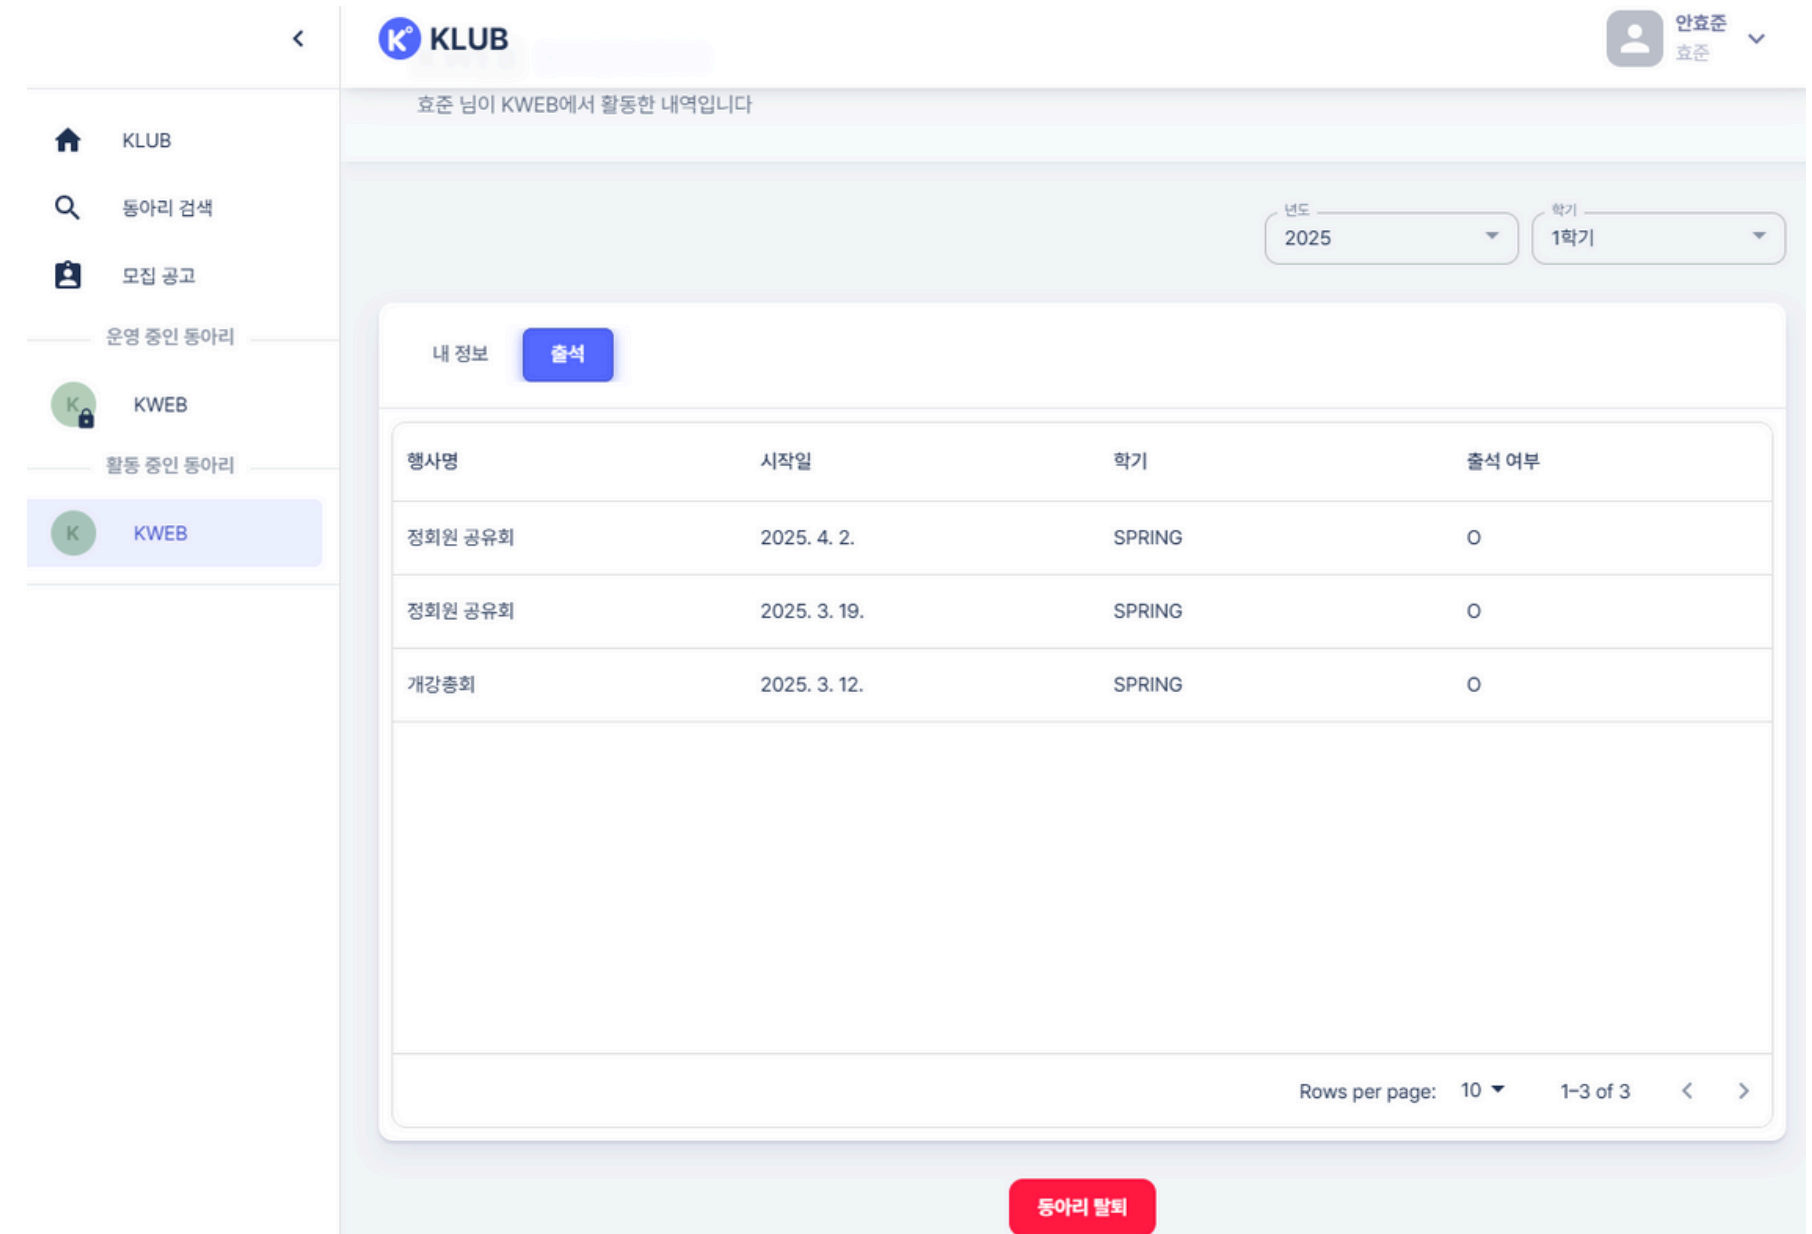 KLUB
안효준
효준
KLUB
동아리 검색
모집 공고
운영 중인 동아리
K KWEB
활동 중인 동아리
K KWEB
효준 님이 KWEB에서 활동한 내역입니다
년도
2025
학기
1학기
내 정보 출석
행사명 시작일 학기 출석 여부
정회원 공유회 2025. 4. 2. SPRING O
정회원 공유회 2025. 3. 19. SPRING O
개강총회 2025. 3. 12. SPRING O
Rows per page: 10 1–3 of 3
동아리 탈퇴